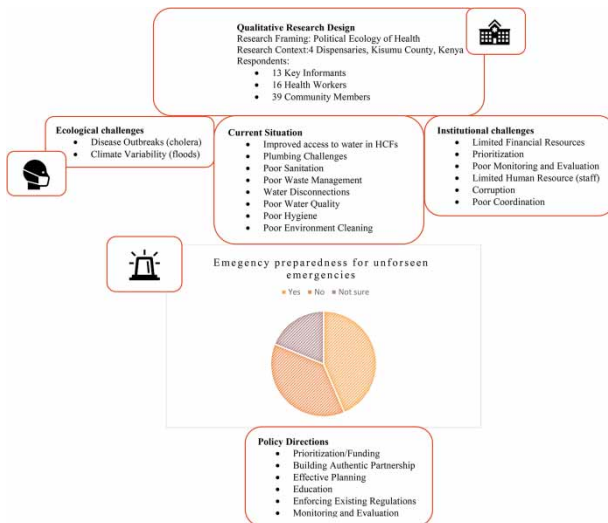 Qualitative Research Design
Research Framing: Political Ecology of Health
Research Context:4 Dispensaries, Kisumu County, Kenya
Respondents:
• 13 Key Informants
• 16 Health Workers
• 39 Community Members
Ecological challenges
• Disease Outbreaks (cholera)
• Climate Variability (floods)
Current Situation
• Improved access to water in HCFs
• Plumbing Challenges
• Poor Sanitation
• Poor Waste Management
• Water Disconnections
• Poor Water Quality
• Poor Hygiene
• Poor Environment Cleaning
Institutional challenges
• Limited Financial Resources
• Prioritization
• Poor Monitoring and Evaluation
• Limited Human Resource (staff)
• Corruption
• Poor Coordination
Emegency preparedness for unforseen
emergencies
Yes No Not sure
Policy Directions
• Prioritization/Funding
• Building Authentic Partnership
• Effective Planning
• Education
• Enforcing Existing Regulations
• Monitoring and Evaluation